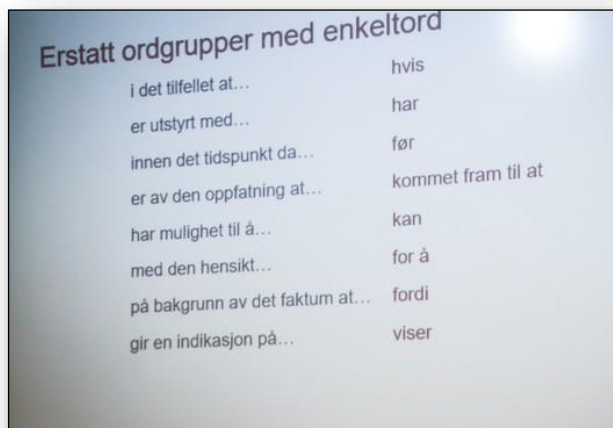 Erstatt ordgrupper med enkeltord
i det tilfellet at... hvis
er utstyrt med... har
innen det tidspunkt da... før
er av den oppfatning at... kommet fram til at
har mulighet til å... kan
med den hensikt... for å
på bakgrunn av det faktum at... fordi
gir en indikasjon på... viser